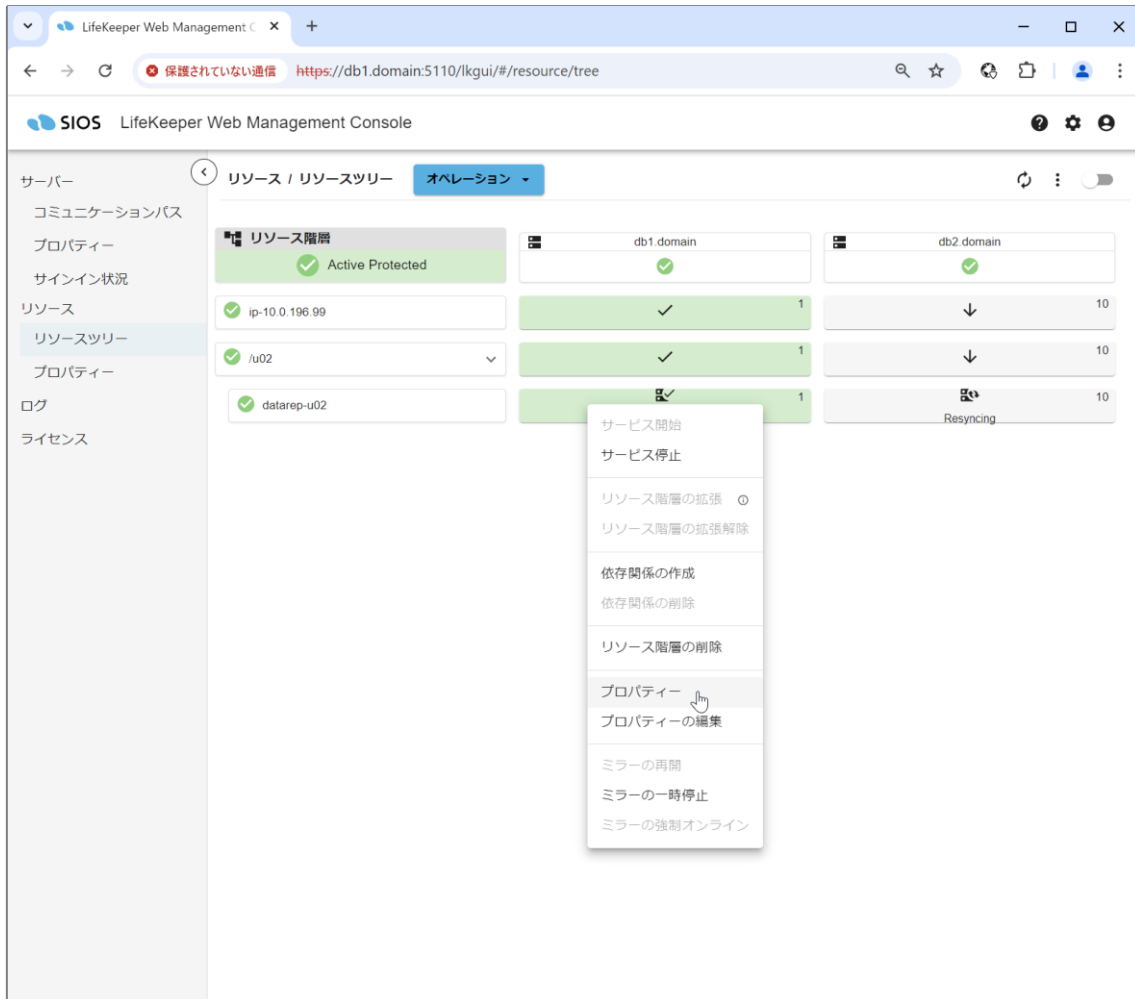 LifeKeeper Web Management C
保護されていない通信 https://db1.domain:5110/lkgui/#/resource/tree
SIOS LifeKeeper Web Management Console
サーバー
コミュニケーションパス
プロパティー
サインイン状況
リソース
リソースツリー
プロパティー
ログ
ライセンス
リソース / リソースツリー オペレーション
リソース階層 db1.domain db2.domain
Active Protected
ip-10.0.196.99 1 10
/u02 1 10
datarep-u02 1 10
Resyncing
サービス開始
サービス停止
リソース階層の拡張
リソース階層の拡張解除
依存関係の作成
依存関係の削除
リソース階層の削除
プロパティー
プロパティーの編集
ミラーの再開
ミラーの一時停止
ミラーの強制オンライン